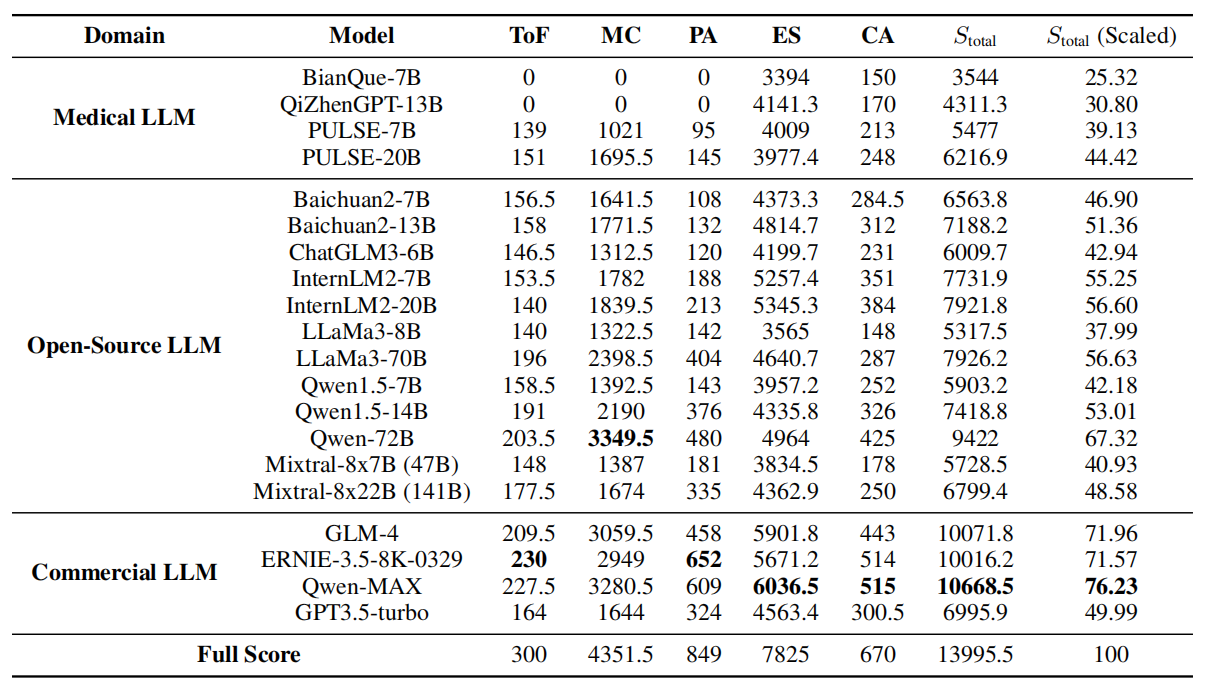 Domain Model ToF MC PA ES CA S_total S_total (Scaled)
Medical LLM
BianQue-7B 0 0 0 3394 150 3544 25.32
QiZhenGPT-13B 0 0 0 4141.3 170 4311.3 30.80
PULSE-7B 139 1021 95 4009 213 5477 39.13
PULSE-20B 151 1695.5 145 3977.4 248 6216.9 44.42
Open-Source LLM
Baichuan2-7B 156.5 1641.5 108 4373.3 284.5 6563.8 46.90
Baichuan2-13B 158 1771.5 132 4814.7 312 7188.2 51.36
ChatGLM3-6B 146.5 1312.5 120 4199.7 231 6009.7 42.94
InternLM2-7B 153.5 1782 188 5257.4 351 7731.9 55.25
InternLM2-20B 140 1839.5 213 5345.3 384 7921.8 56.60
LLaMa3-8B 140 1322.5 142 3565 148 5317.5 37.99
LLaMa3-70B 196 2398.5 404 4640.7 287 7926.2 56.63
Qwen1.5-7B 158.5 1392.5 143 3957.2 252 5903.2 42.18
Qwen1.5-14B 191 2190 376 4335.8 326 7418.8 53.01
Qwen-72B 203.5 3349.5 480 4964 425 9422 67.32
Mixtral-8x7B (47B) 148 1387 181 3834.5 178 5728.5 40.93
Mixtral-8x22B (141B) 177.5 1674 335 4362.9 250 6799.4 48.58
Commercial LLM
GLM-4 209.5 3059.5 458 5901.8 443 10071.8 71.96
ERNIE-3.5-8K-0329 230 2949 652 5671.2 514 10016.2 71.57
Qwen-MAX 227.5 3280.5 609 6036.5 515 10668.5 76.23
GPT3.5-turbo 164 1644 324 4563.4 300.5 6995.9 49.99
Full Score 300 4351.5 849 7825 670 13995.5 100